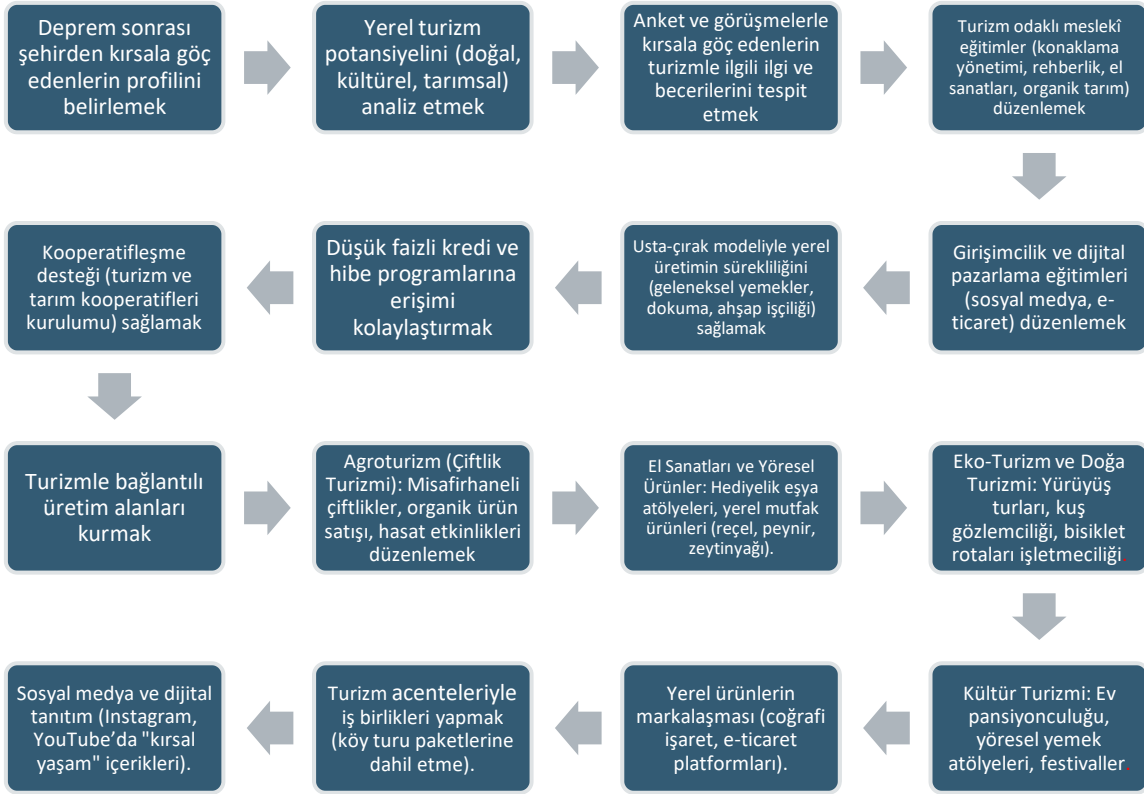 Deprem sonrası
şehirden kırsala göç
edenlerin profilini
belirlemek
Yerel turizm
potansiyelini (doğal,
kültürel, tarımsal)
analiz etmek
Anket ve görüşmelerle
kırsala göç edenlerin
turizmle ilgili ilgi ve
becerilerini tespit
etmek
Turizm odaklı meslekî
eğitimler (konaklama
yönetimi, rehberlik, el
sanatları, organik tarım)
düzenlemek
Girişimcilik ve dijital
pazarlama eğitimleri
(sosyal medya, e-
ticaret) düzenlemek
Usta-çırak modeliyle yerel
üretimin sürekliliğini
(geleneksel yemekler,
dokuma, ahşap işçiliği)
sağlamak
Düşük faizli kredi ve
hibe programlarına
erişimi
kolaylaştırmak
Kooperatifleşme
desteği (turizm ve
tarım kooperatifleri
kurulumu) sağlamak
Turizmle bağlantılı
üretim alanları
kurmak
Agroturizm (Çiftlik
Turizmi): Misafirhaneli
çiftlikler, organik ürün
satışı, hasat etkinlikleri
düzenlemek
El Sanatları ve Yöresel
Ürünler: Hediyelik eşya
atölyeleri, yerel mutfak
ürünleri (reçel, peynir,
zeytinyağı).
Eko-Turizm ve Doğa
Turizmi: Yürüyüş
turları, kuş
gözlemciliği, bisiklet
rotaları işletmeciliği.
Kültür Turizmi: Ev
pansiyonculuğu,
yöresel yemek
atölyeleri, festivaller.
Yerel ürünlerin
markalaşması (coğrafi
işaret, e-ticaret
platformları).
Turizm acenteleriyle
iş birlikleri yapmak
(köy turu paketlerine
dahil etme).
Sosyal medya ve dijital
tanıtım (Instagram,
YouTube’da "kırsal
yaşam" içerikleri).